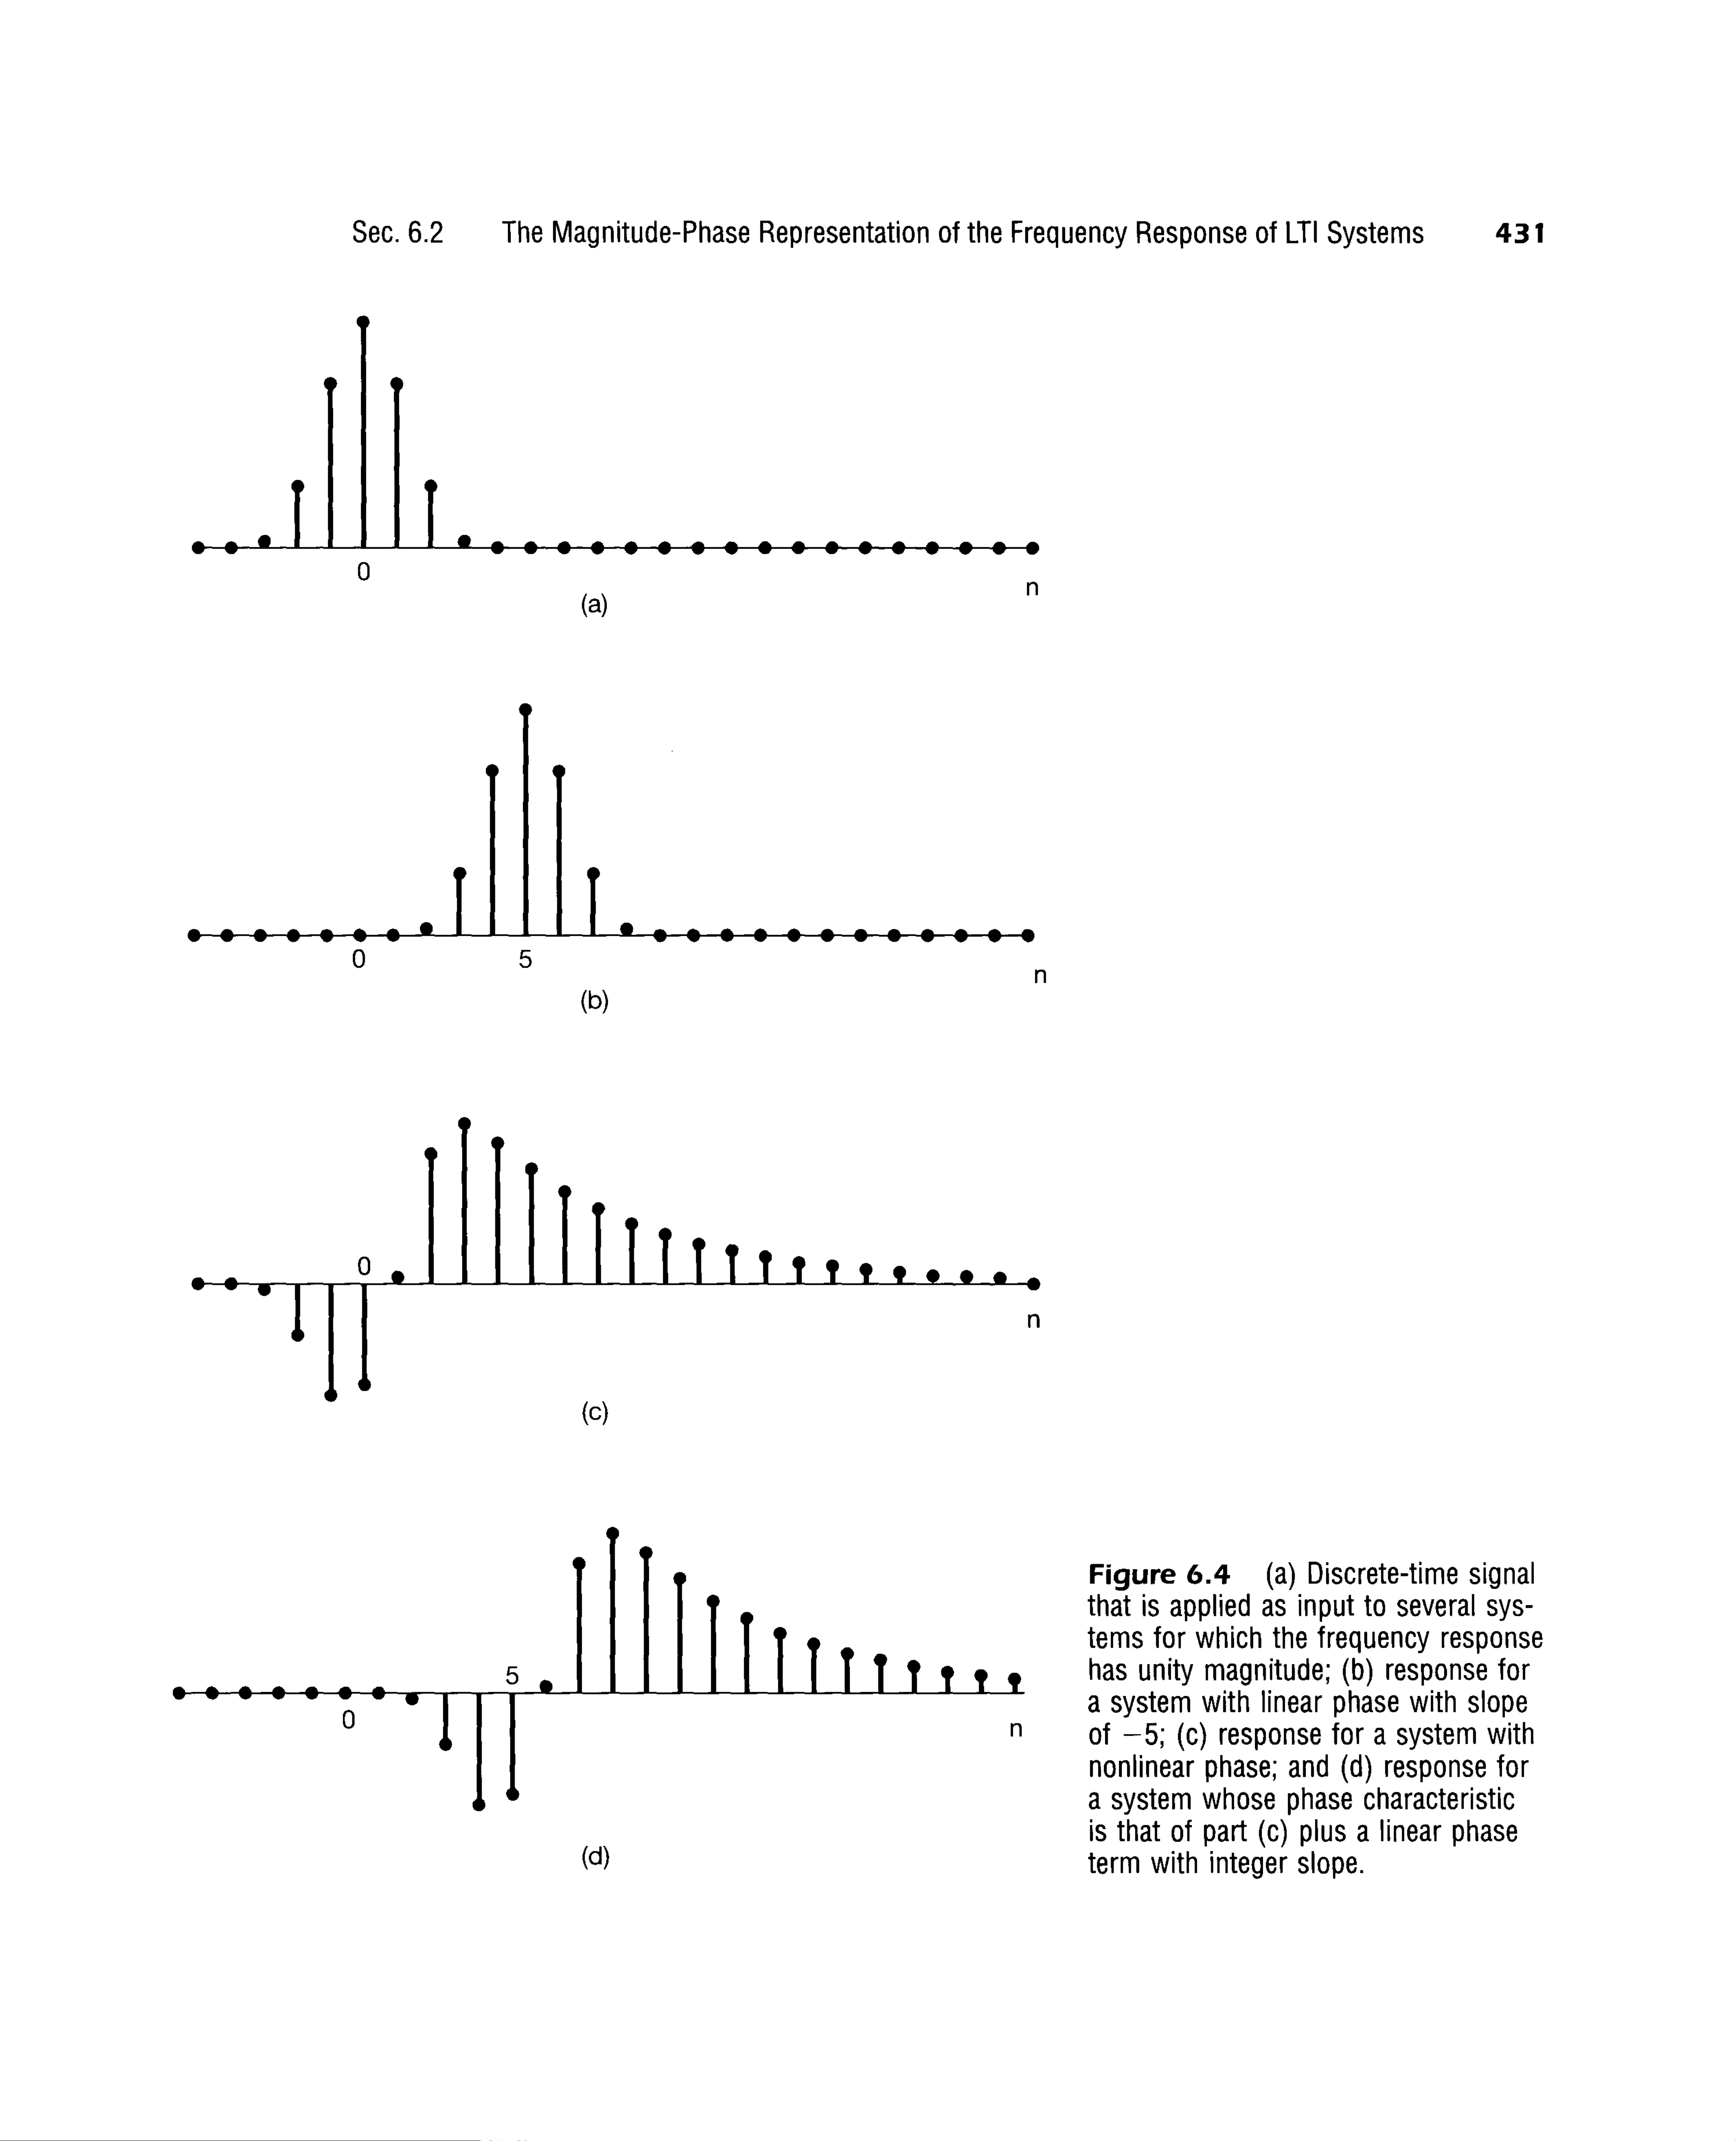 Sec. 6.2 The Magnitude-Phase Representation of the Frequency Response of LTI Systems 431
0
n
(a)
0 5
n
(b)
0
n
(c)
5
0
n
(d)
Figure 6.4 (a) Discrete-time signal
that is applied as input to several sys-
tems for which the frequency response
has unity magnitude; (b) response for
a system with linear phase with slope
of −5; (c) response for a system with
nonlinear phase; and (d) response for
a system whose phase characteristic
is that of part (c) plus a linear phase
term with integer slope.